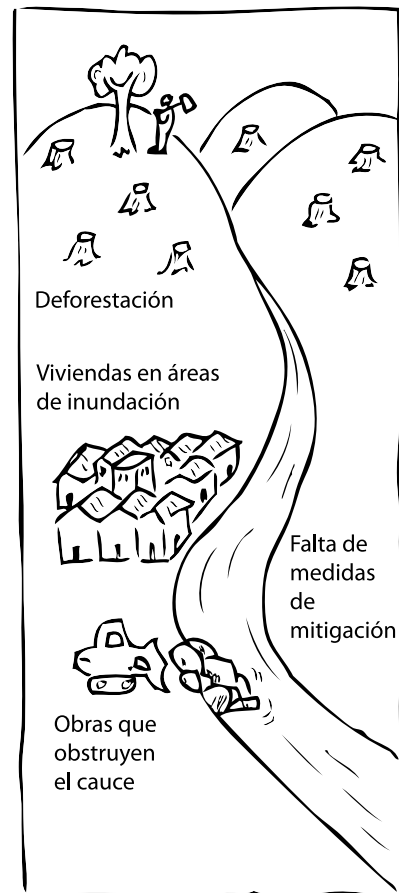 Deforestación
Viviendas en áreas
de inundación
Falta de
medidas
de
mitigación
Obras que
obstruyen
el cauce